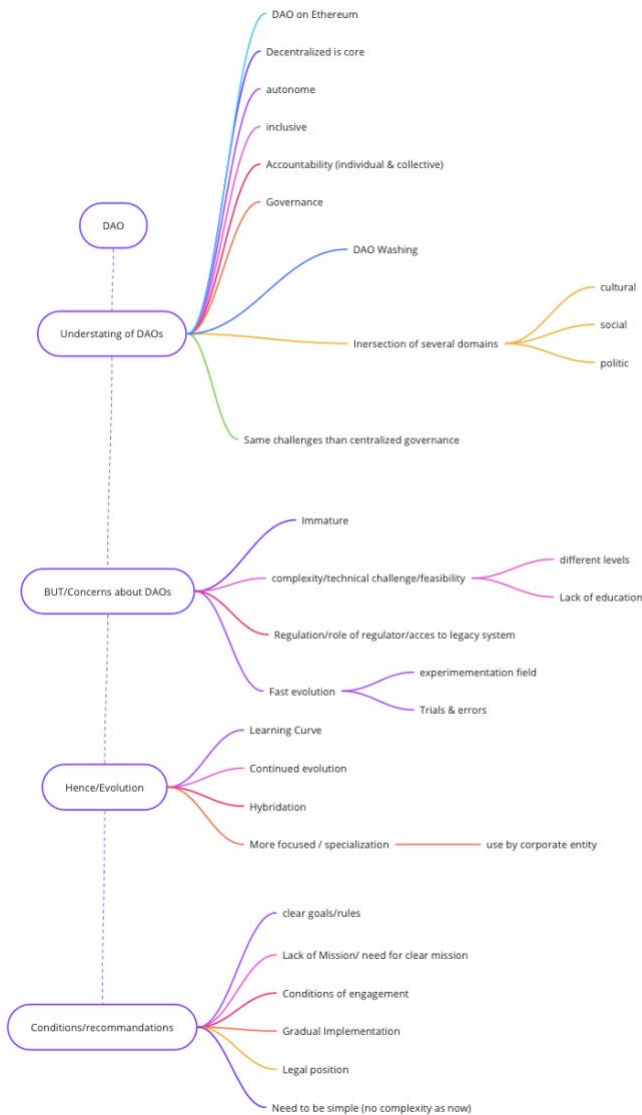 DAO on Ethereum
Decentralized is core
autonome
inclusive
Accountability (individual & collective)
Governance
DAO
DAO Washing
cultural
social
Understating of DAOs
Inersection of several domains
politic
Same challenges than centralized governance
Immature
different levels
complexity/technical challenge/feasibility
BUT/Concerns about DAOs
Lack of education
Regulation/role of regulator/acces to legacy system
experimementation field
Fast evolution
Trials & errors
Learning Curve
Continued evolution
Hence/Evolution
Hybridation
More focused / specialization
use by corporate entity
clear goals/rules
Lack of Mission/ need for clear mission
Conditions of engagement
Conditions/recommandations
Gradual Implementation
Legal position
Need to be simple (no complexity as now)